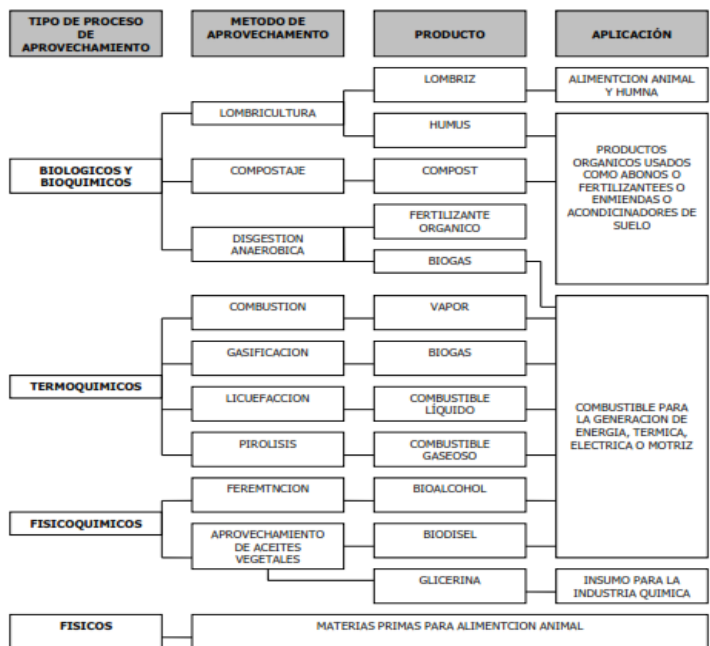 TIPO DE PROCESO
DE
APROVECHAMIENTO
METODO DE
APROVECHAMENTO
PRODUCTO
APLICACIÓN
BIOLOGICOS Y
BIOQUIMICOS
LOMBRICULTURA
LOMBRIZ
ALIMENTCION ANIMAL
Y HUMNA
HUMUS
PRODUCTOS
ORGANICOS USADOS
COMO ABONOS O
FERTILIZANTEES O
ENMIENDAS O
ACONDICINADORES DE
SUELO
COMPOSTAJE
COMPOST
DISGESTION
ANAEROBICA
FERTILIZANTE
ORGANICO
BIOGAS
TERMOQUIMICOS
COMBUSTION
VAPOR
COMBUSTIBLE PARA
LA GENERACION DE
ENERGIA, TERMICA,
ELECTRICA O MOTRIZ
GASIFICACION
BIOGAS
LICUEFACCION
COMBUSTIBLE
LÍQUIDO
PIROLISIS
COMBUSTIBLE
GASEOSO
FISICOQUIMICOS
FEREMTNCION
BIOALCOHOL
APROVECHAMIENTO
DE ACEITES
VEGETALES
BIODISEL
GLICERINA
INSUMO PARA LA
INDUSTRIA QUIMICA
FISICOS
MATERIAS PRIMAS PARA ALIMENTCION ANIMAL